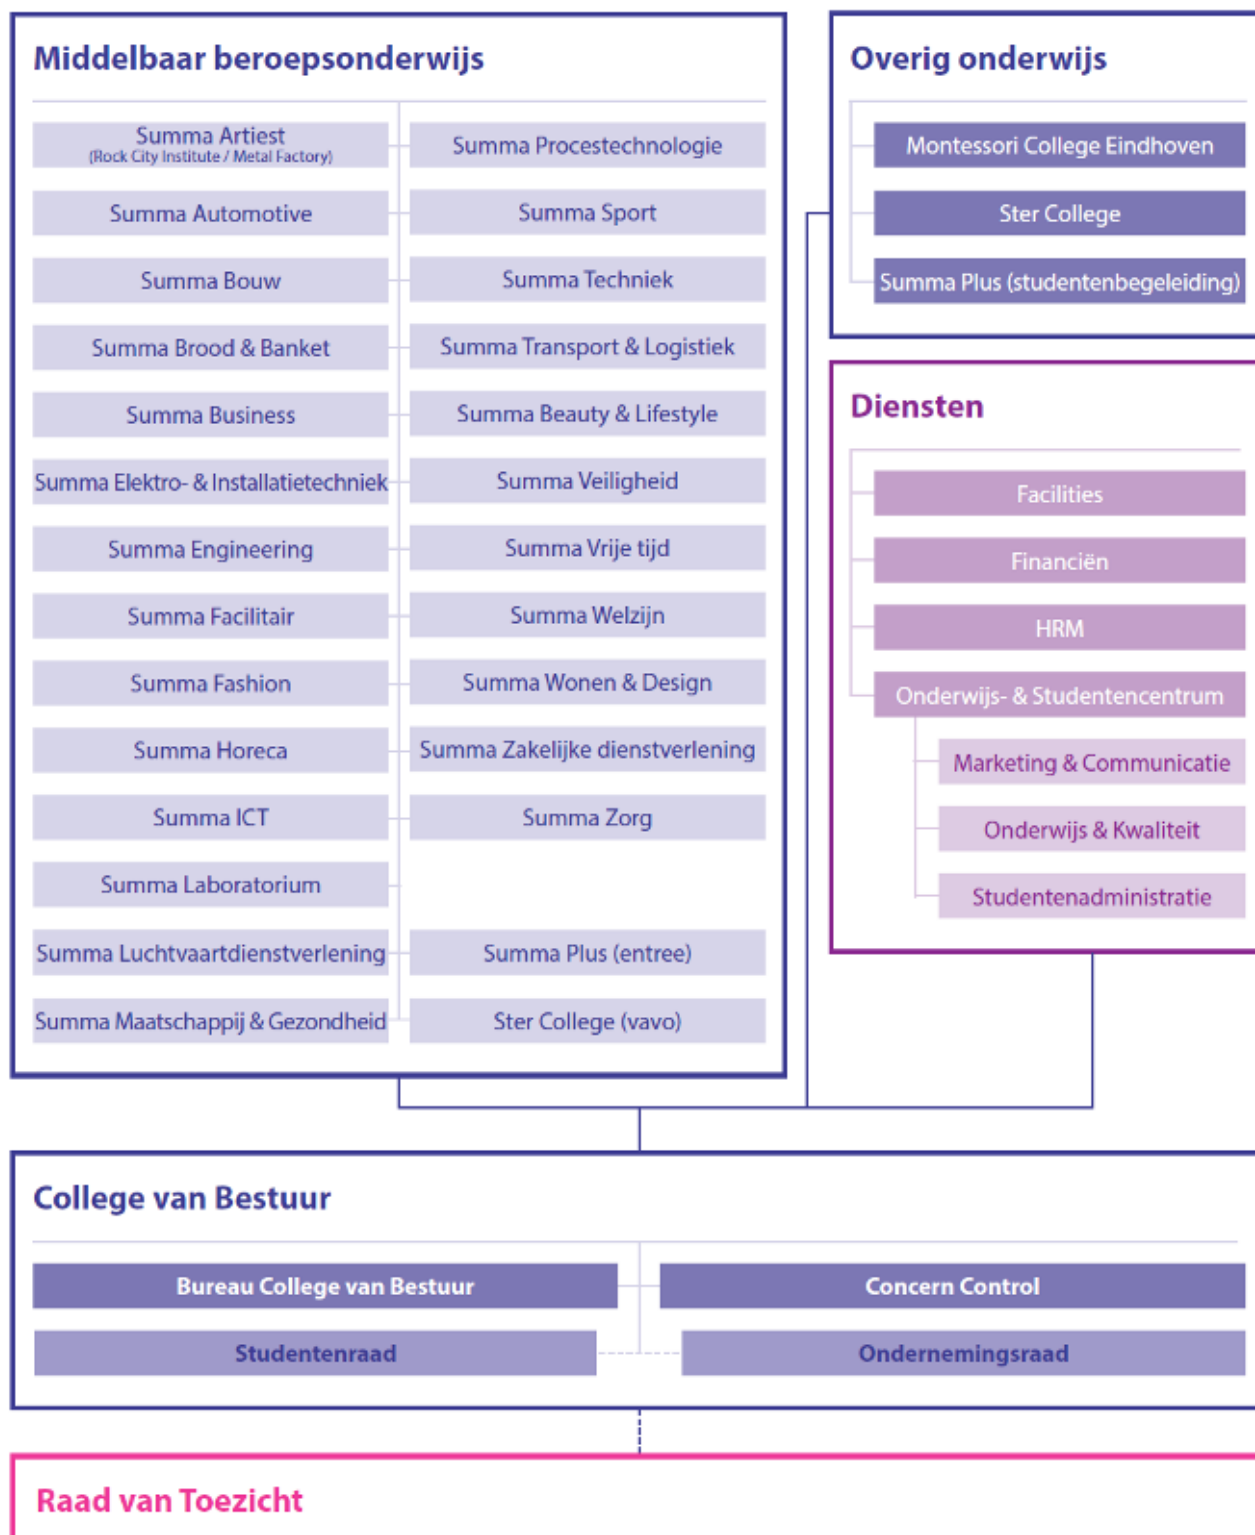 Middelbaar beroepsonderwijs
Summa Artiest
(Rock City Institute / Metal Factory)
Summa Automotive
Summa Bouw
Summa Brood & Banket
Summa Business
Summa Elektro- & Installatietechniek
Summa Engineering
Summa Facilitair
Summa Fashion
Summa Horeca
Summa ICT
Summa Laboratorium
Summa Luchtvaartdienstverlening
Summa Maatschappij & Gezondheid
Summa Procestechnologie
Summa Sport
Summa Techniek
Summa Transport & Logistiek
Summa Beauty & Lifestyle
Summa Veiligheid
Summa Vrije tijd
Summa Welzijn
Summa Wonen & Design
Summa Zakelijke dienstverlening
Summa Zorg
Summa Plus (entree)
Ster College (vavo)
Overig onderwijs
Montessori College Eindhoven
Ster College
Summa Plus (studentenbegeleiding)
Diensten
Facilities
Financiën
HRM
Onderwijs- & Studentencentrum
Marketing & Communicatie
Onderwijs & Kwaliteit
Studentenadministratie
College van Bestuur
Bureau College van Bestuur
Concern Control
Studentenraad
Ondernemingsraad
Raad van Toezicht